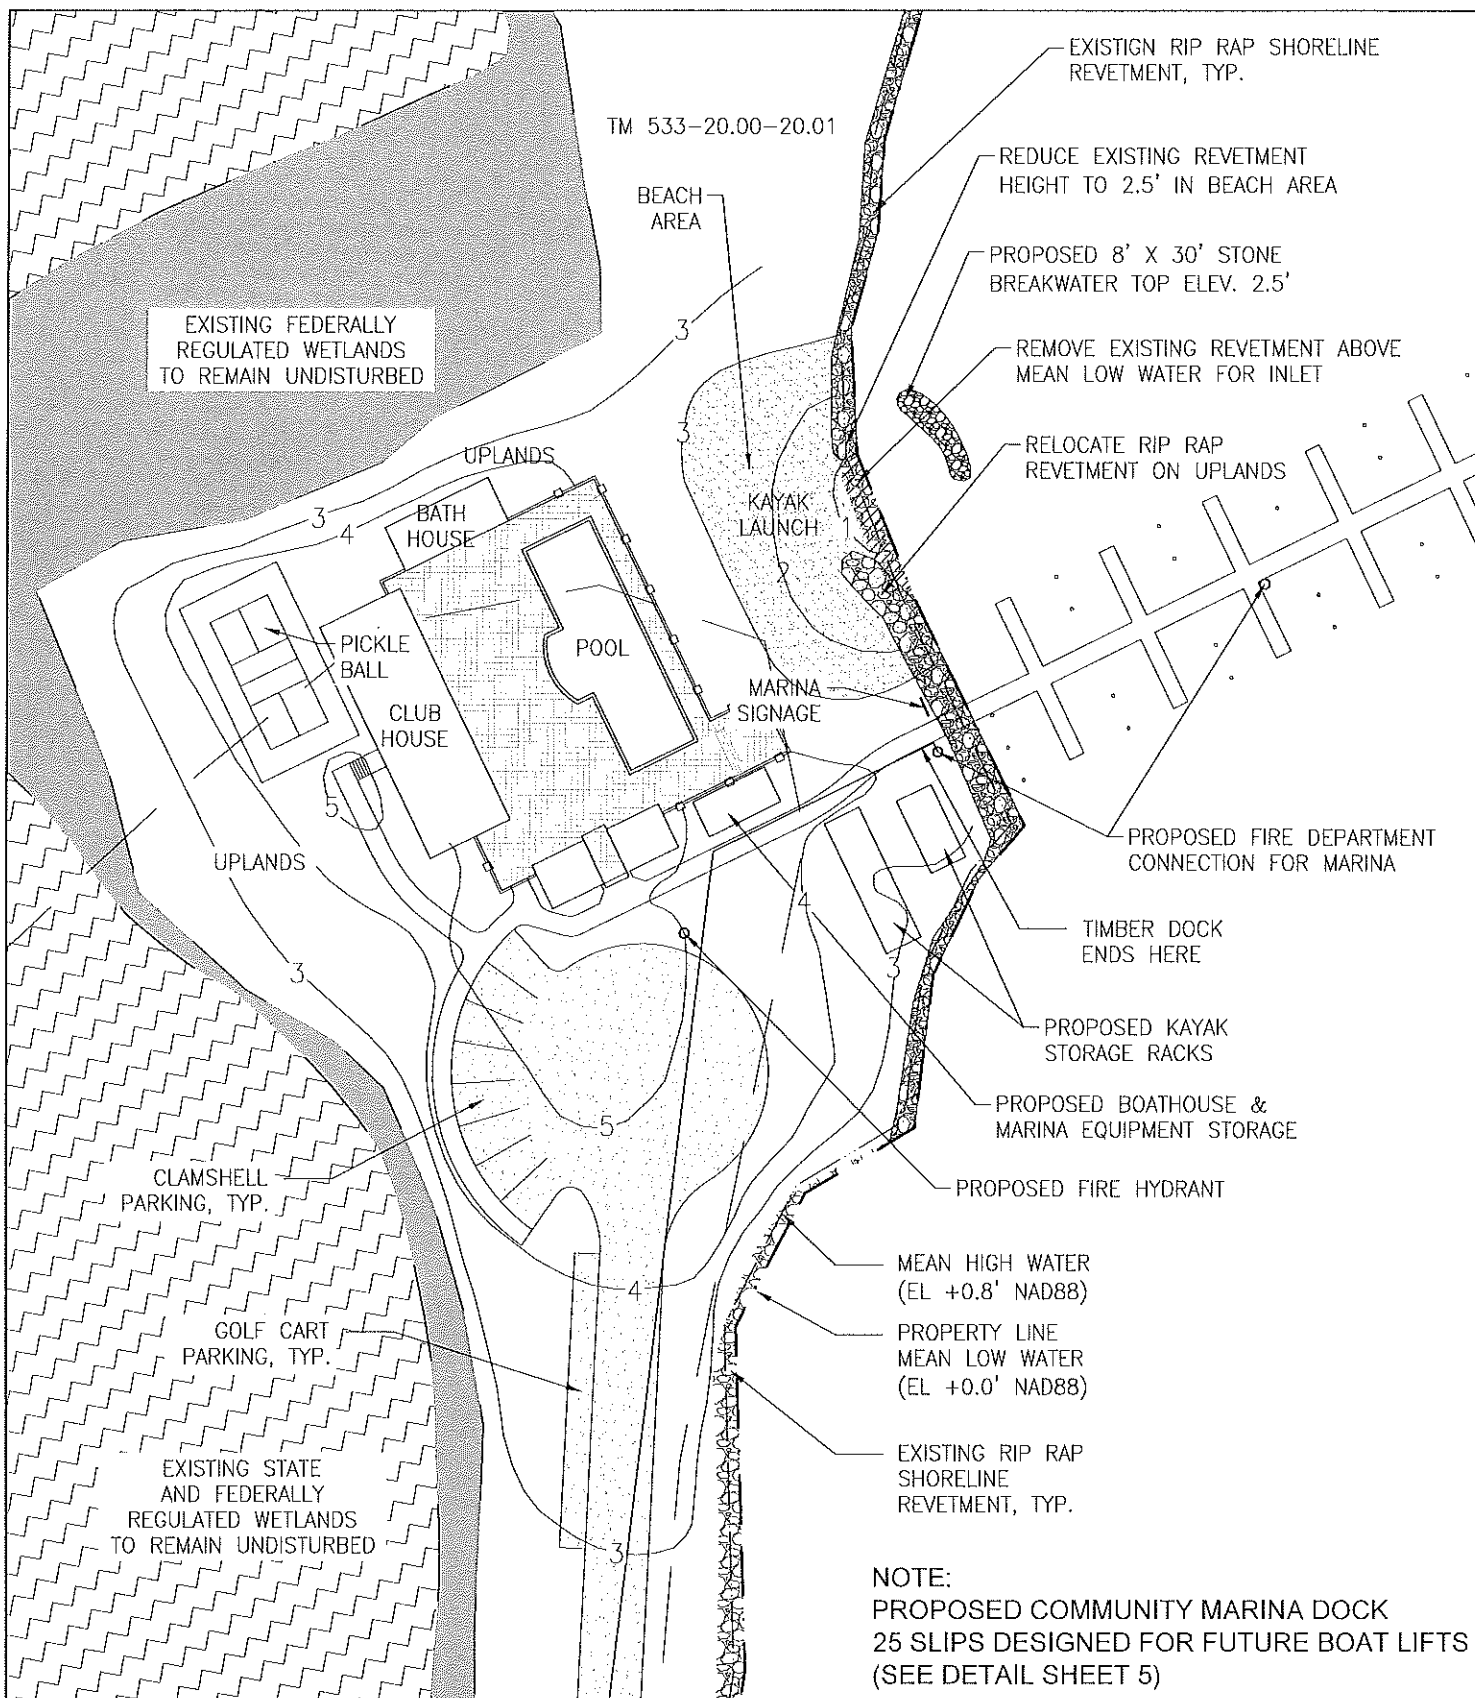 EXISTIGN RIP RAP SHORELINE
REVETMENT, TYP.
TM 533-20.00-20.01
REDUCE EXISTING REVETMENT
HEIGHT TO 2.5' IN BEACH AREA
BEACH
AREA
PROPOSED 8' X 30' STONE
BREAKWATER TOP ELEV. 2.5'
EXISTING FEDERALLY
REGULATED WETLANDS
TO REMAIN UNDISTURBED
3
REMOVE EXISTING REVETMENT ABOVE
MEAN LOW WATER FOR INLET
3
UPLANDS
RELOCATE RIP RAP
REVETMENT ON UPLANDS
KAYAK
LAUNCH
1
2
3
4
BATH
HOUSE
PICKLE
BALL
POOL
CLUB
HOUSE
MARINA
SIGNAGE
5
UPLANDS
PROPOSED FIRE DEPARTMENT
CONNECTION FOR MARINA
4
TIMBER DOCK
ENDS HERE
3
3
PROPOSED KAYAK
STORAGE RACKS
PROPOSED BOATHOUSE &
MARINA EQUIPMENT STORAGE
5
CLAMSHELL
PARKING, TYP.
PROPOSED FIRE HYDRANT
MEAN HIGH WATER
(EL +0.8' NAD88)
4
GOLF CART
PARKING, TYP.
PROPERTY LINE
MEAN LOW WATER
(EL +0.0' NAD88)
EXISTING RIP RAP
SHORELINE
REVETMENT, TYP.
EXISTING STATE
AND FEDERALLY
REGULATED WETLANDS
TO REMAIN UNDISTURBED
3
NOTE:
PROPOSED COMMUNITY MARINA DOCK
25 SLIPS DESIGNED FOR FUTURE BOAT LIFTS
(SEE DETAIL SHEET 5)